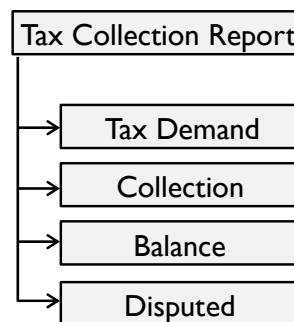 Tax Collection Report
Tax Demand
Collection
Balance
Disputed